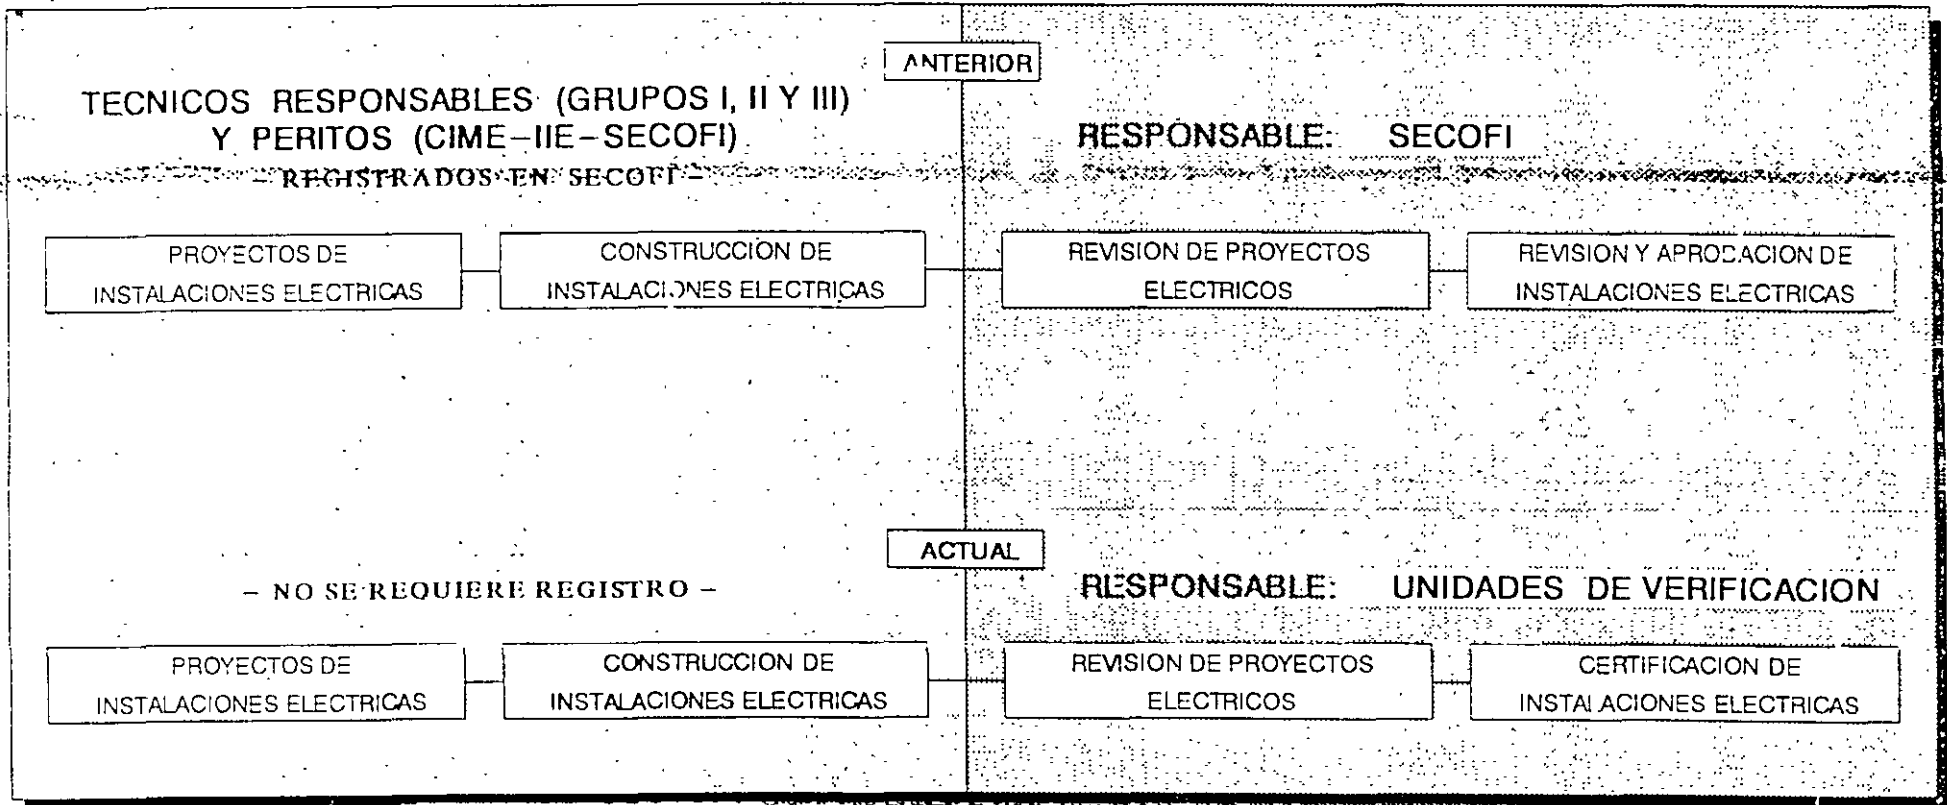 ANTERIOR
TECNICOS RESPONSABLES (GRUPOS I, II Y III)
Y PERITOS (CIME-IIE-SECOFI)
– REGISTRADOS EN SECOFI –
RESPONSABLE: SECOFI
PROYECTOS DE
INSTALACIONES ELECTRICAS
CONSTRUCCION DE
INSTALACIONES ELECTRICAS
REVISION DE PROYECTOS
ELECTRICOS
REVISION Y APROBACION DE
INSTALACIONES ELECTRICAS
ACTUAL
– NO SE REQUIERE REGISTRO –
RESPONSABLE: UNIDADES DE VERIFICACION
PROYECTOS DE
INSTALACIONES ELECTRICAS
CONSTRUCCION DE
INSTALACIONES ELECTRICAS
REVISION DE PROYECTOS
ELECTRICOS
CERTIFICACION DE
INSTALACIONES ELECTRICAS